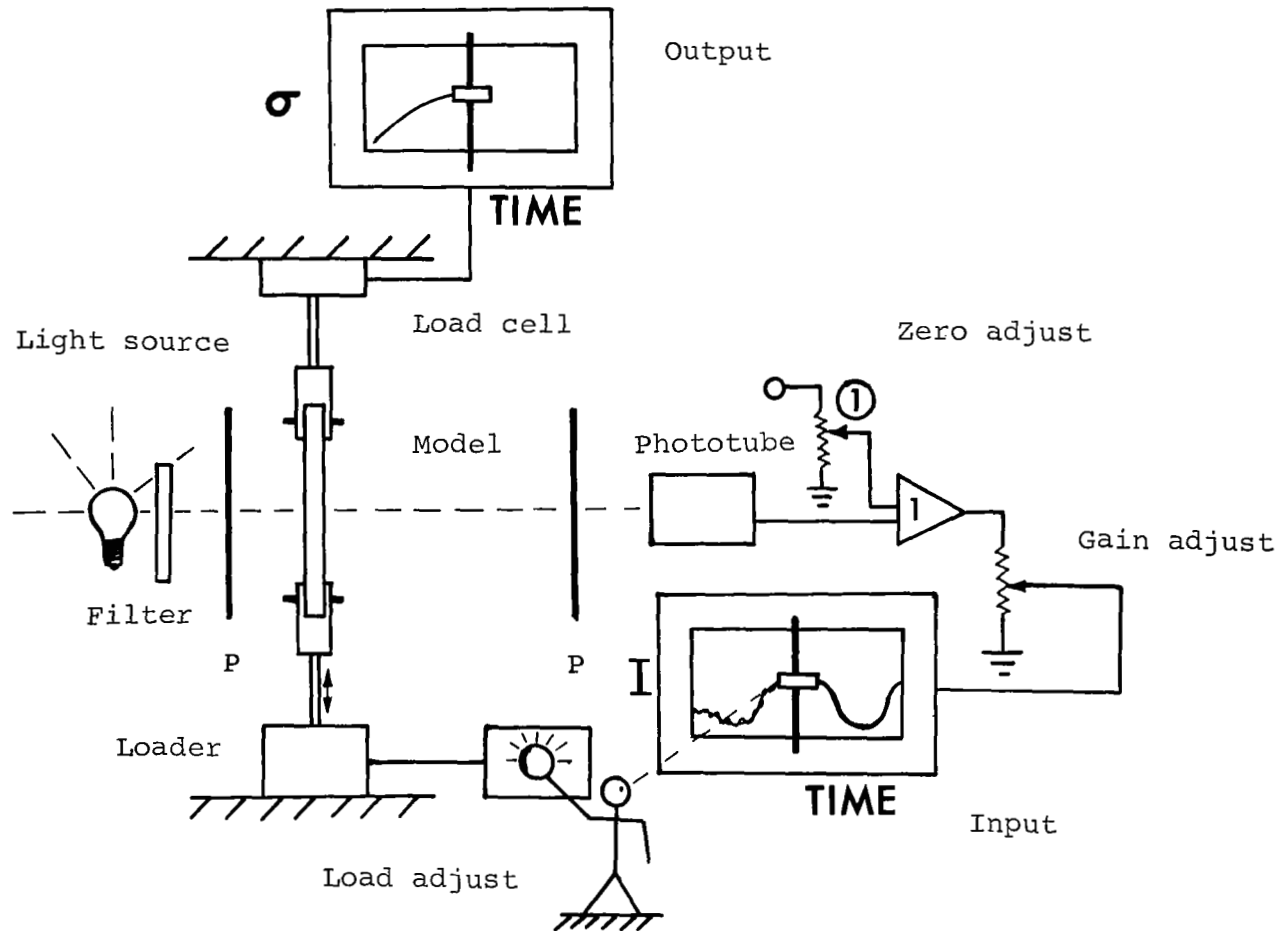 Output
σ
TIME
Load cell
Light source
Zero adjust
1
Model
Phototube
1
Gain adjust
Filter
P
P
I
Loader
TIME
Input
Load adjust